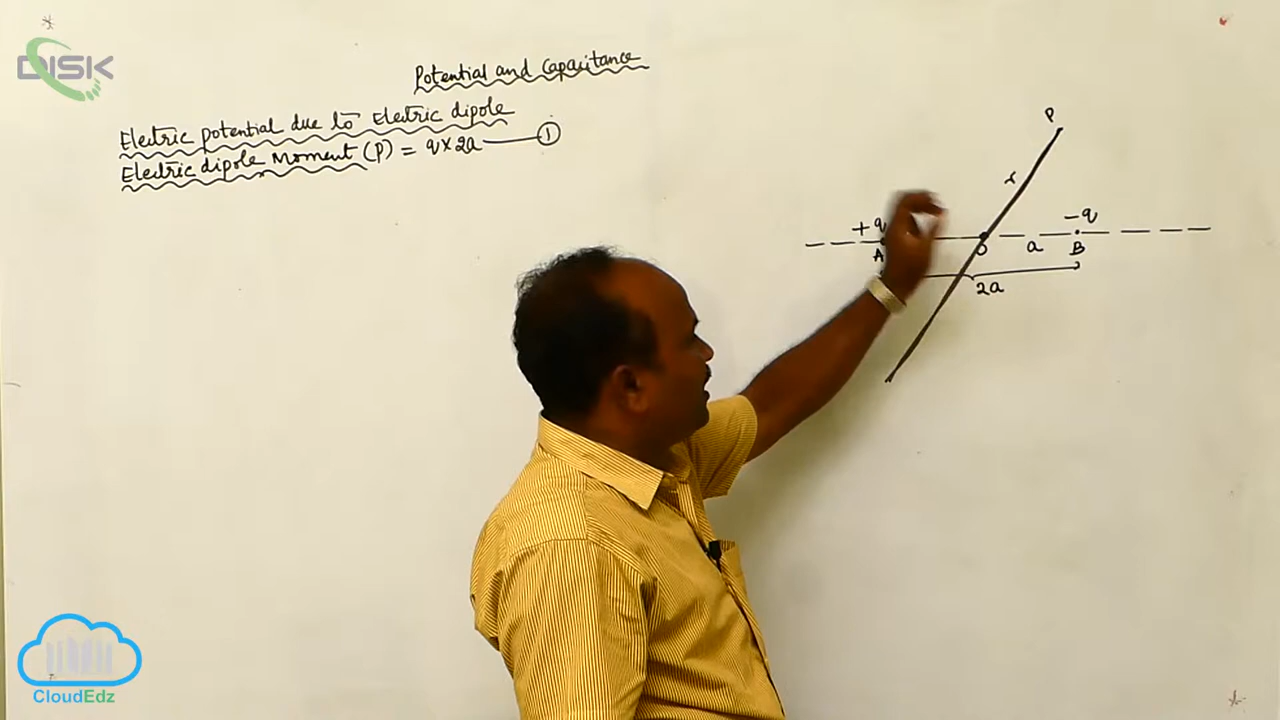 DISK
Potential and Capacitance
Electric potential due to Electric dipole
Electric dipole Moment (P) = q × 2a — ①
P
r
+q
-q
A
O
a
B
2a
CloudEdz